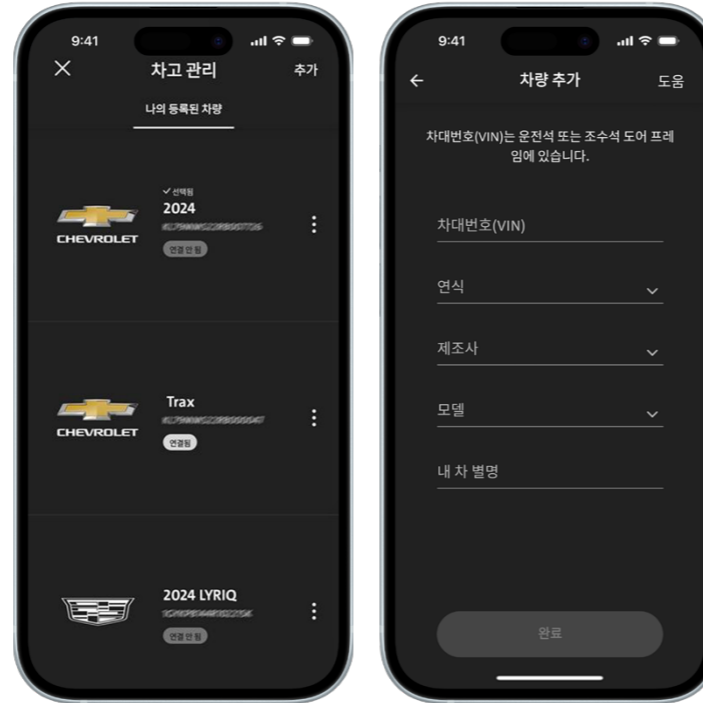 9:41
차고 관리
추가
나의 등록된 차량
선택됨
2024
CHEVROLET
연결 안 됨
Trax
CHEVROLET
연결됨
2024 LYRIQ
연결 안 됨
9:41
차량 추가
도움
차대번호(VIN)는 운전석 또는 조수석 도어 프레
임에 있습니다.
차대번호(VIN)
연식
제조사
모델
내 차 별명
완료